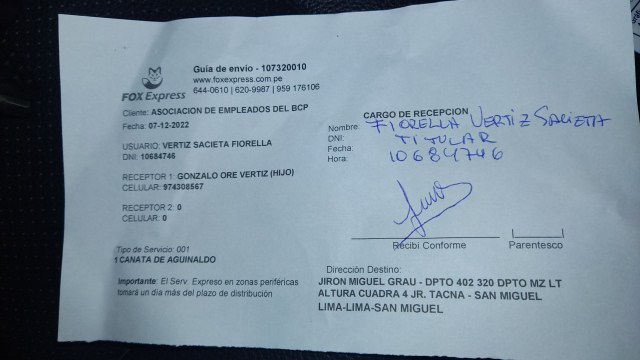 Guía de envio - 107320010
www.foxexpress.com.pe
644-0610 | 620-9987 | 959 176106
FOX Express
Cliente: ASOCIACION DE EMPLEADOS DEL BCP
Fecha: 07-12-2022
USUARIO: VERTIZ SACIETA FIORELLA
DNI: 10684746
RECEPTOR 1: GONZALO ORE VERTIZ (HIJO)
CELULAR: 974308567
RECEPTOR 2: 0
CELULAR: 0
Tipo de Servicio: 001
1 CANATA DE AGUINALDO
Importante: El Serv. Expreso en zonas periféricas
tomará un día más del plazo de distribución
CARGO DE RECEPCION
Nombre: FIORELLA VERTIZ SACIETA
DNI: TITULAR
Fecha: 10684746
Hora:
Recibi Conforme
Parentesco
Dirección Destino:
JIRON MIGUEL GRAU - DPTO 402 320 DPTO MZ LT
ALTURA CUADRA 4 JR. TACNA - SAN MIGUEL
LIMA-LIMA-SAN MIGUEL